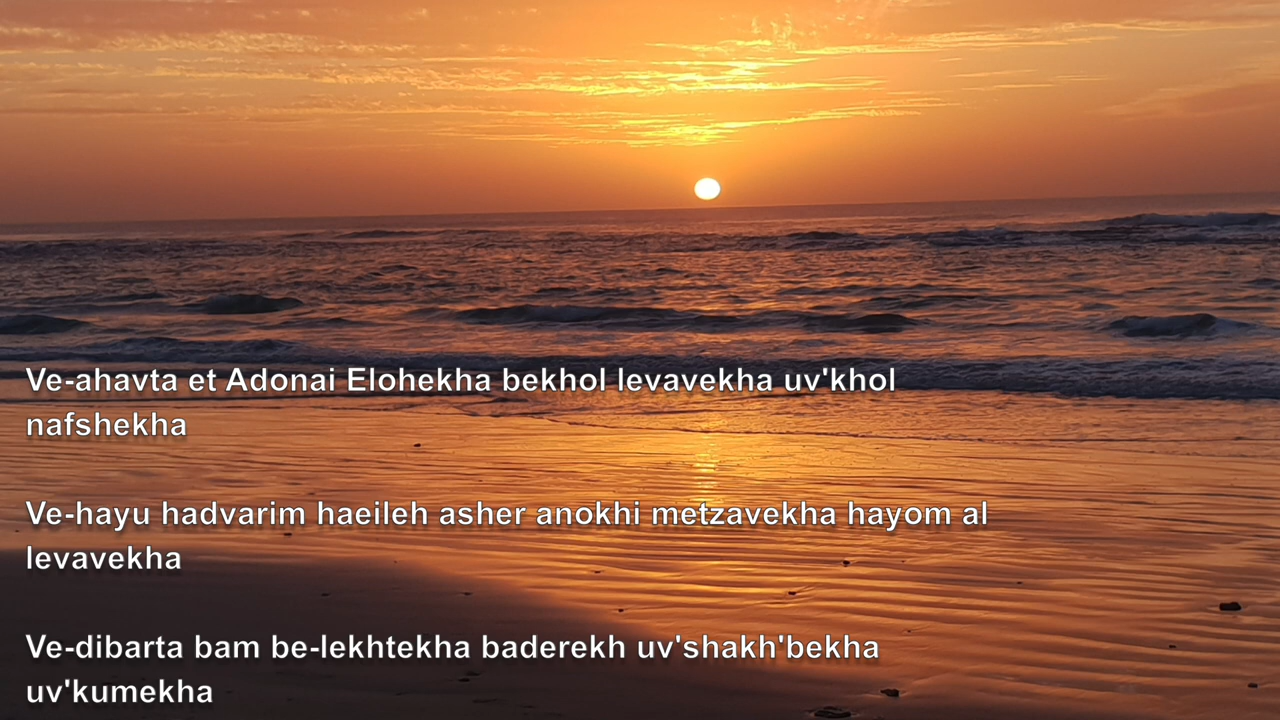 Ve-ahavta et Adonai Elohekha bekhol levavekha uv'khol
nafshekha
Ve-hayu hadvarim haeileh asher anokhi metzavekha hayom al
levavekha
Ve-dibarta bam be-lekhtekha baderekh uv'shakh'bekha
uv'kumekha